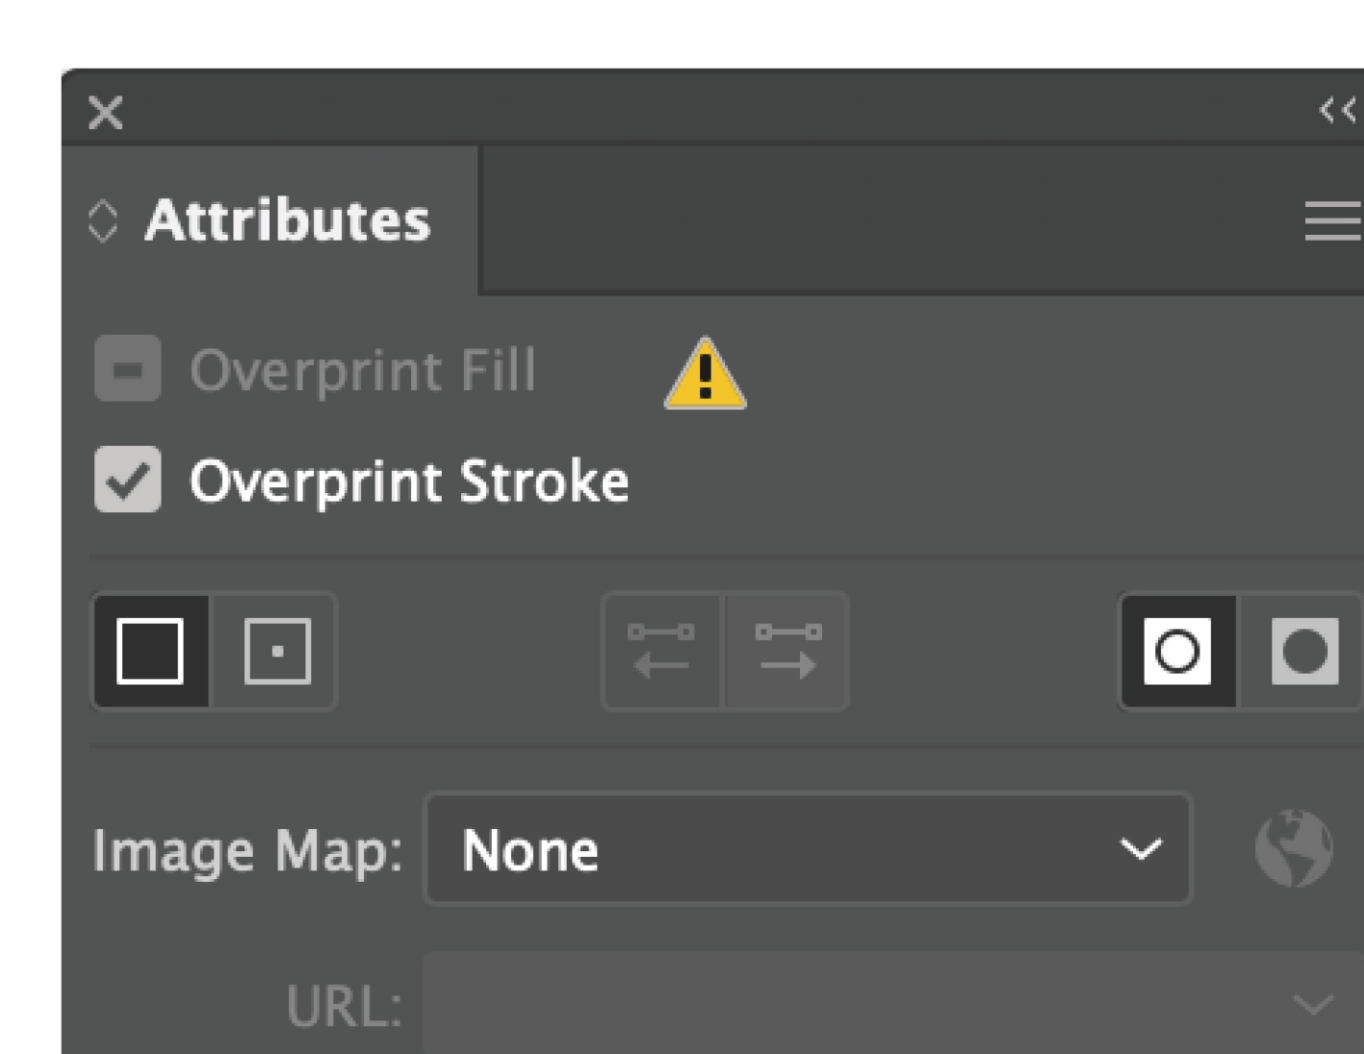 Attributes
Overprint Fill
Overprint Stroke
Image Map: None
URL: